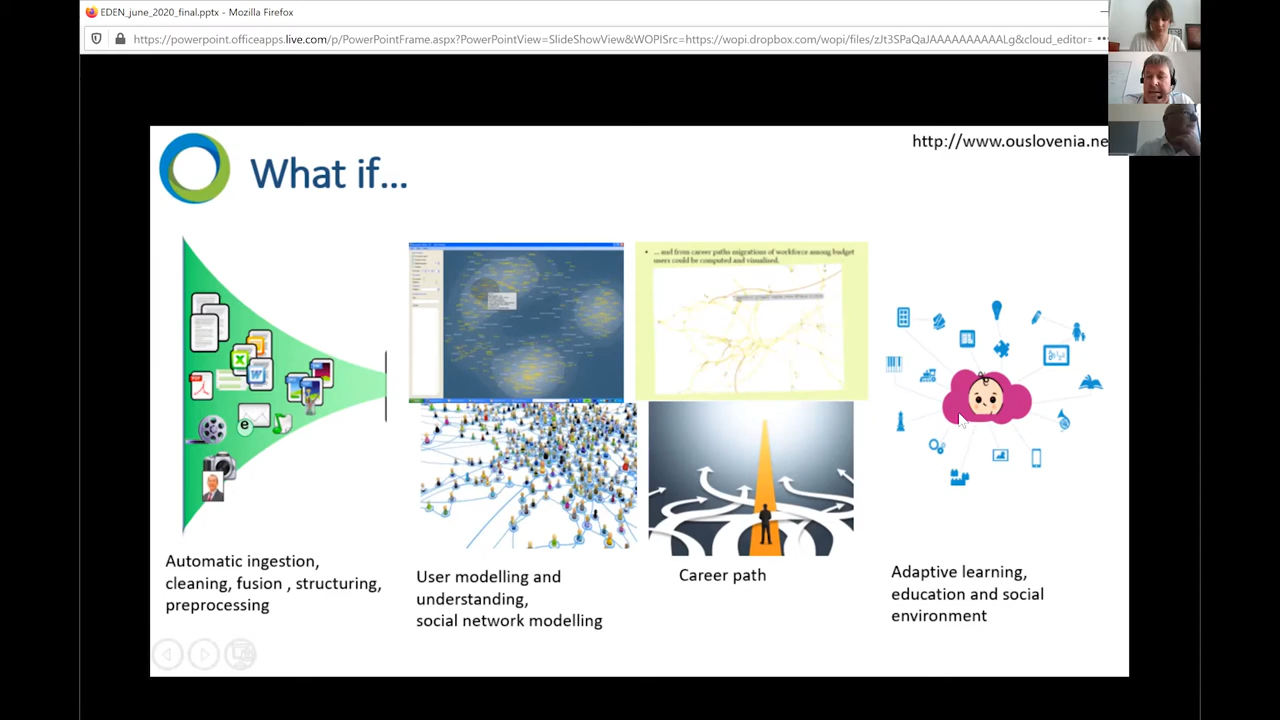 EDEN_june_2020_final.pptx - Mozilla Firefox
https://powerpoint.officeapps.live.com/p/PowerPointFrame.aspx?PowerPointView=SlideShowView&WOPISrc=https://wopi.dropbox.com/wopi/files/zJt3SPaQaJAAAAAAAAAALg&cloud_editor=
http://www.ouslovenia.ne
What if...
... and from career paths migrations of workforce among budget
users could be computed and visualised.
Automatic ingestion,
cleaning, fusion , structuring,
preprocessing
User modelling and
understanding,
social network modelling
Career path
Adaptive learning,
education and social
environment